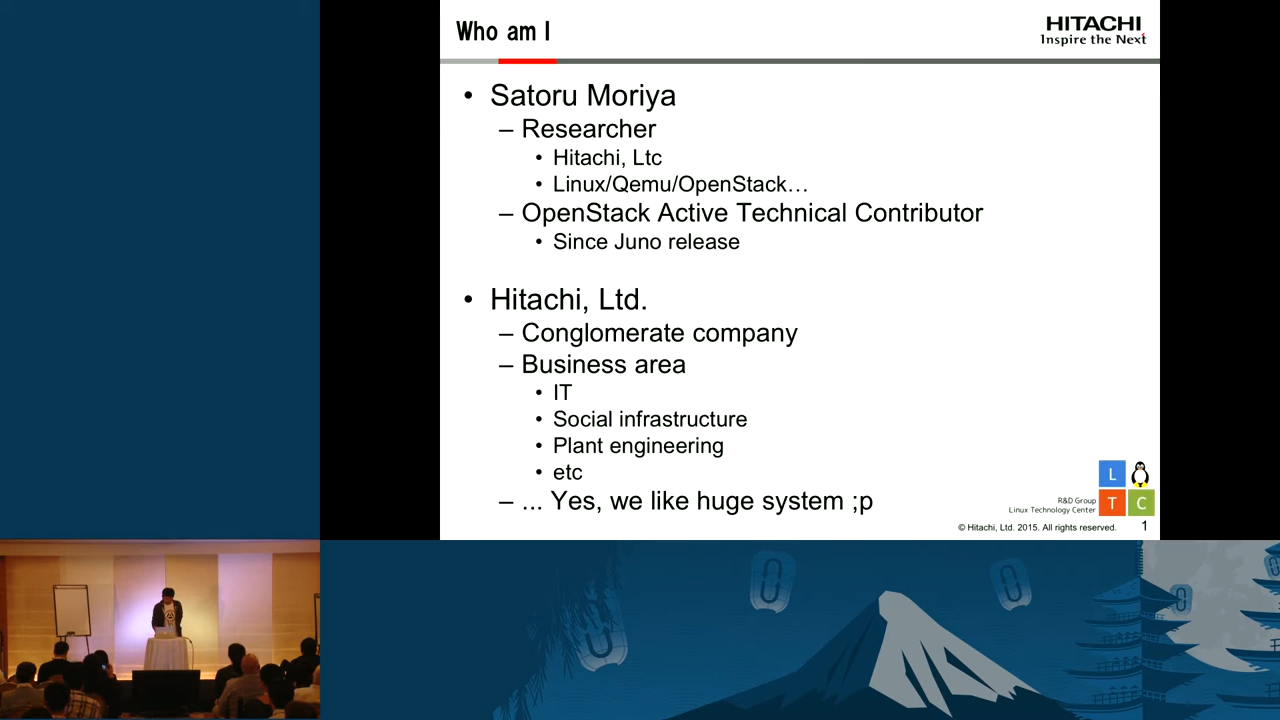 Who am I
HITACHI
Inspire the Next
• Satoru Moriya
– Researcher
• Hitachi, Ltc
• Linux/Qemu/OpenStack…
– OpenStack Active Technical Contributor
• Since Juno release
• Hitachi, Ltd.
– Conglomerate company
– Business area
• IT
• Social infrastructure
• Plant engineering
• etc
– ... Yes, we like huge system ;p
L
R&D Group
Linux Technology Center
T C
© Hitachi, Ltd. 2015. All rights reserved.
1